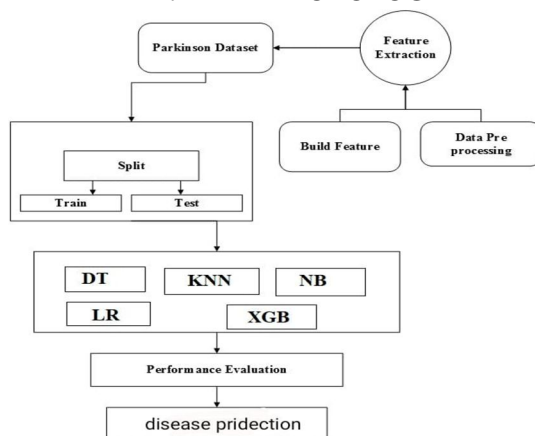 Parkinson Dataset
Feature
Extraction
Build Feature
Data Pre
processing
Split
Train
Test
DT
KNN
NB
LR
XGB
Performance Evaluation
disease pridection